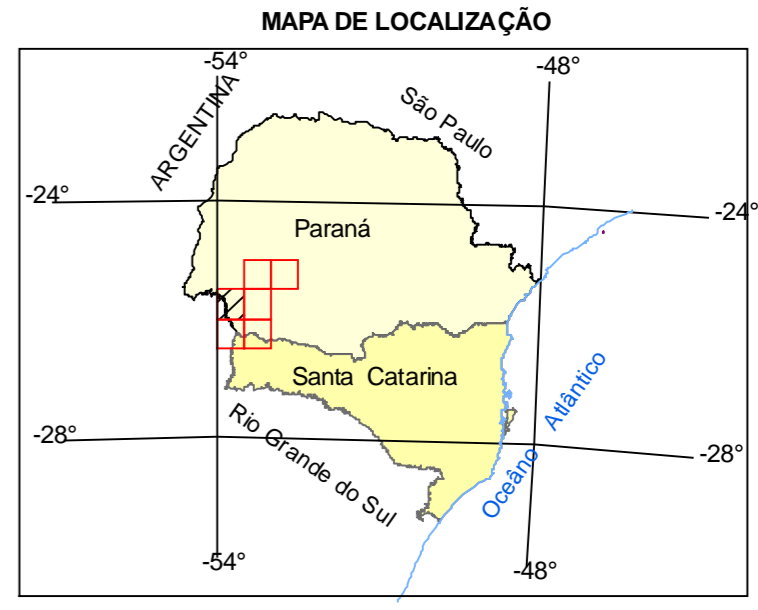 MAPA DE LOCALIZAÇÃO
-54°
-48°
ARGENTINA
São Paulo
-24°
-24°
Paraná
Santa Catarina
Atlântico
Oceâno
Rio Grande do Sul
-28°
-28°
-54°
-48°